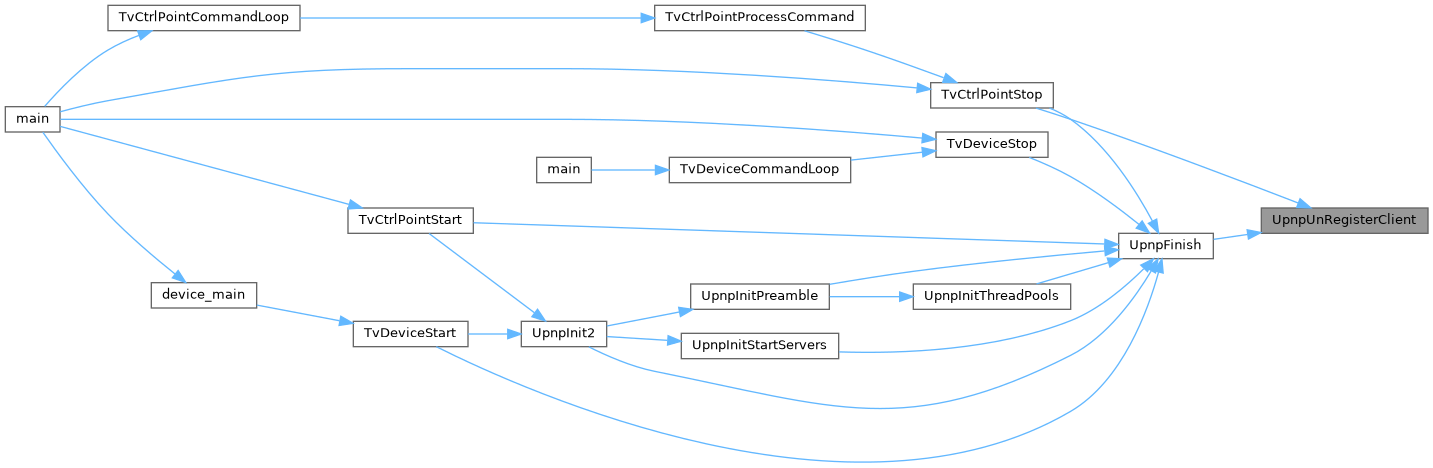 TvCtrlPointCommandLoop
TvCtrlPointProcessCommand
TvCtrlPointStop
main
TvDeviceStop
main
TvDeviceCommandLoop
TvCtrlPointStart
UpnpUnRegisterClient
UpnpFinish
device_main
UpnpInitPreamble
UpnpInitThreadPools
TvDeviceStart
UpnpInit2
UpnpInitStartServers